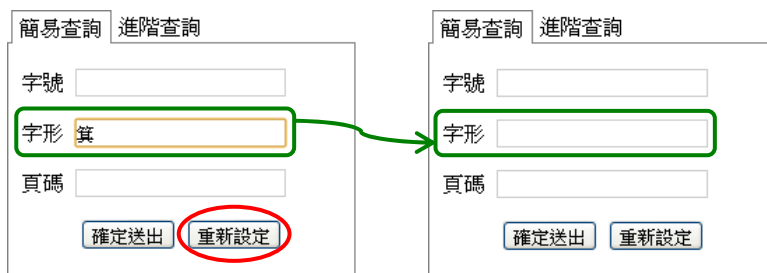 簡易查詢 進階查詢
字號
字形 箕
頁碼
確定送出 重新設定
簡易查詢 進階查詢
字號
字形
頁碼
確定送出 重新設定